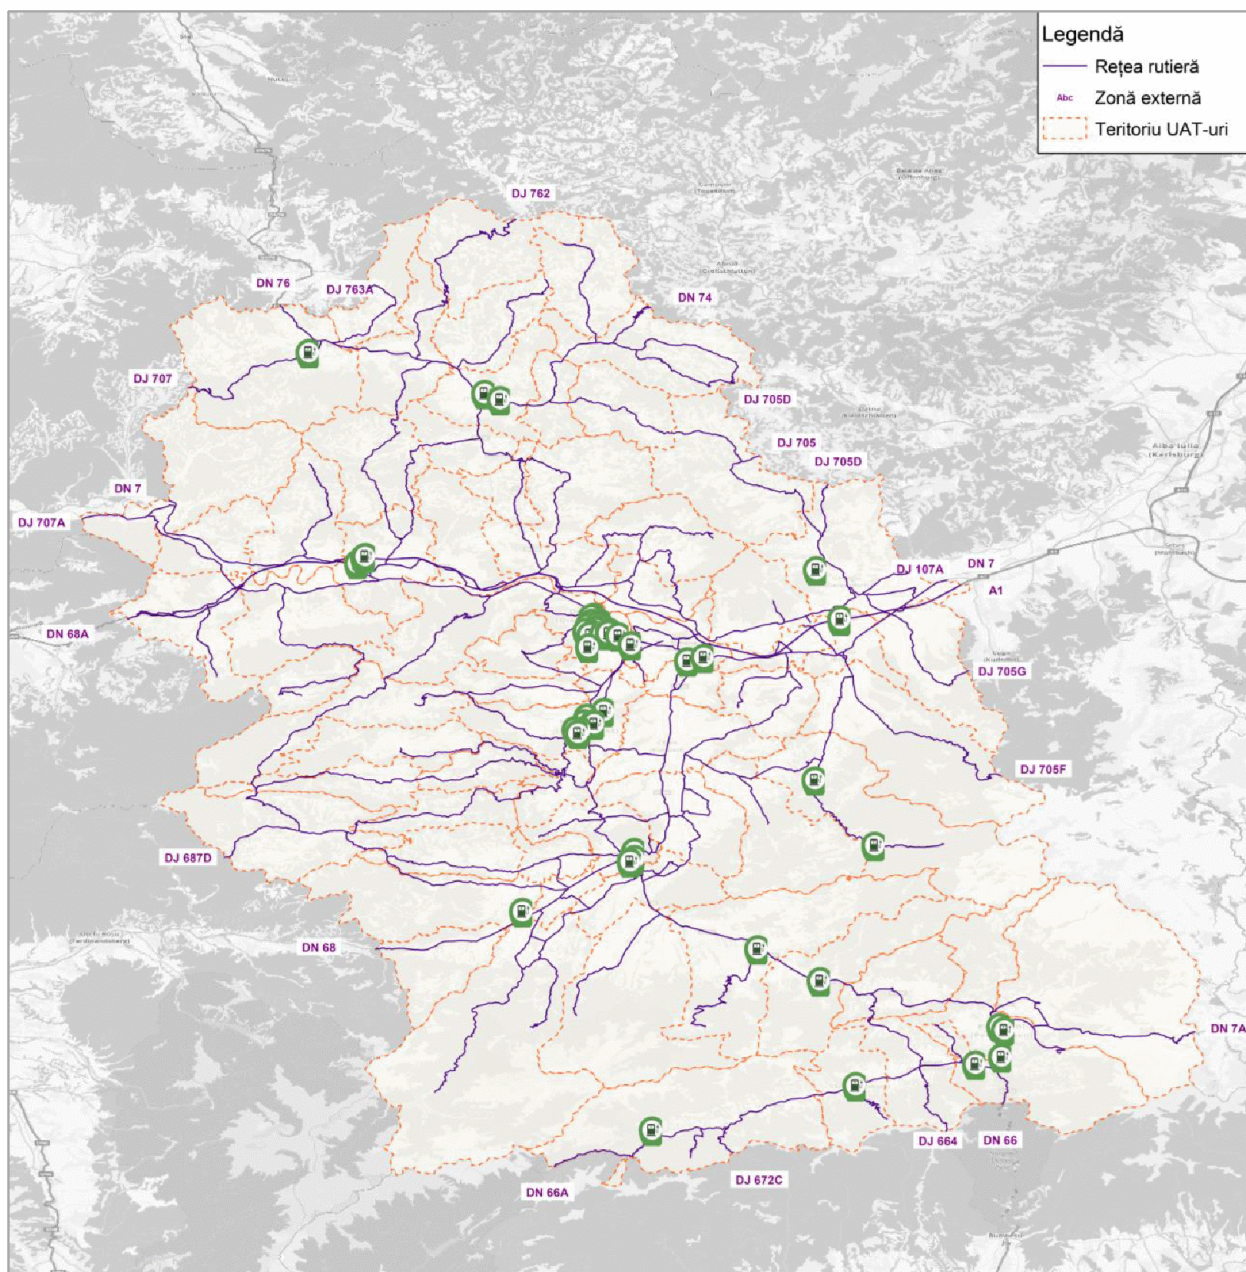 Legendă
Rețea rutieră
Abc Zonă externă
Teritoriu UAT-uri
DJ 762
DN 76
DJ 763A
DN 74
DJ 707
DJ 705D
DJ 705
DJ 705D
Alba Iulia
(Karlsburg)
DN 7
DJ 707A
DN 7
DJ 107A
A1
DN 68A
DJ 705G
DJ 705F
DJ 687D
DN 68
DN 7A
DJ 664
DN 66
DJ 672C
DN 66A